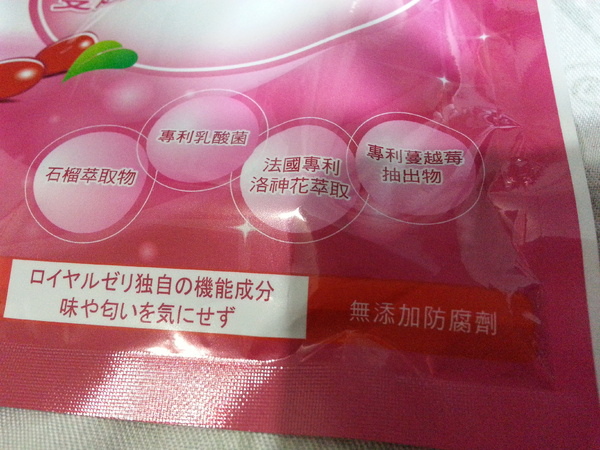 石榴萃取物
專利乳酸菌
法國專利
洛神花萃取
專利蔓越莓
抽出物
ロイヤルゼリ独自の機能成分
味や匂いを気にせず
無添加防腐劑